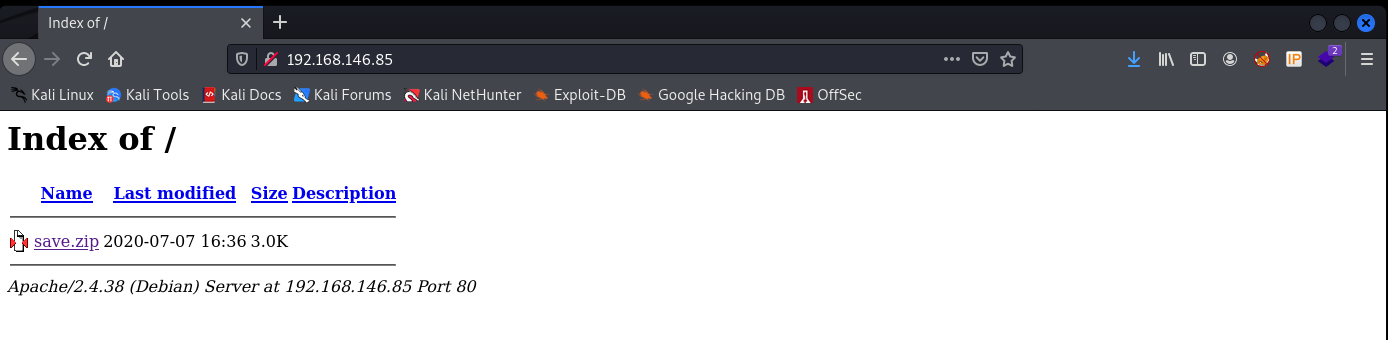 Index of /
192.168.146.85
2
IP
Kali Linux Kali Tools Kali Docs Kali Forums Kali NetHunter Exploit-DB Google Hacking DB OffSec
Index of /
Name Last modified Size Description
save.zip 2020-07-07 16:36 3.0K
Apache/2.4.38 (Debian) Server at 192.168.146.85 Port 80